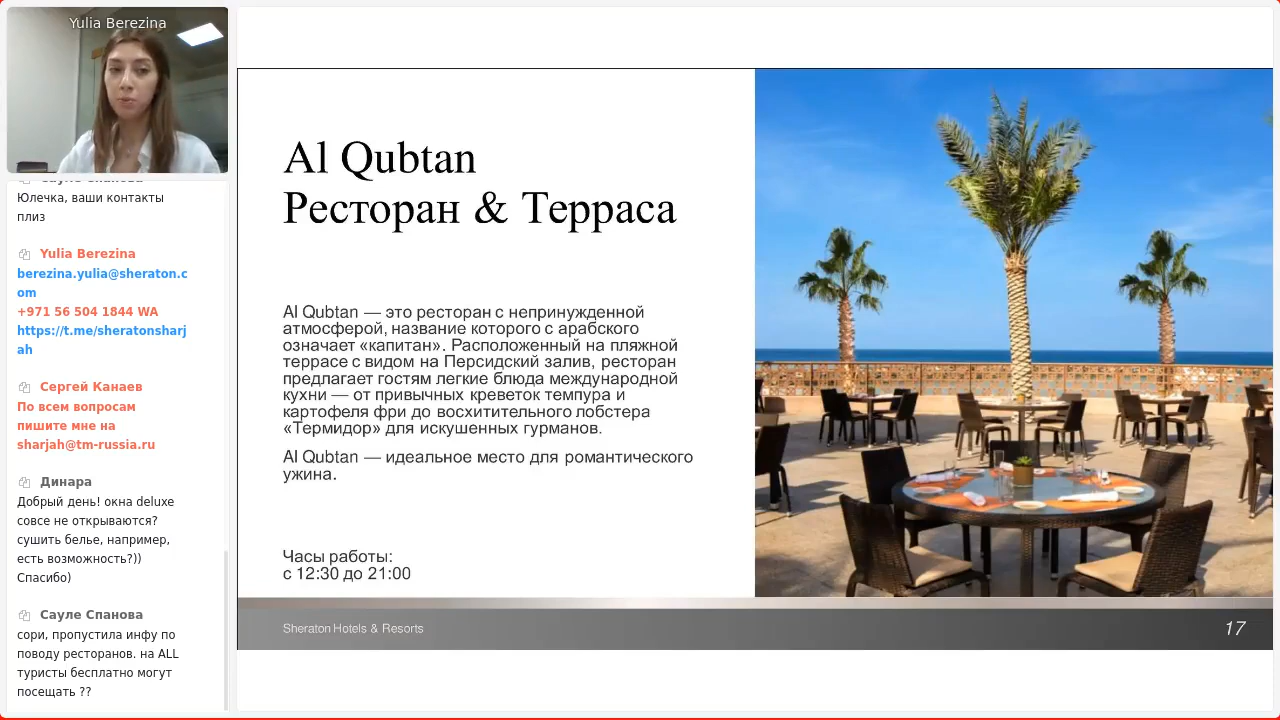 Yulia Berezina
Юлечка, ваши контакты
плиз
Yulia Berezina
berezina.yulia@sheraton.c
om
+971 56 504 1844 WA
https://t.me/sheratonsharj
ah
Сергей Канаев
По всем вопросам
пишите мне на
sharjah@tm-russia.ru
Динара
Добрый день! окна deluxe
совсе не открываются?
сушить белье, например,
есть возможность?))
Спасибо)
Сауле Спанова
сори, пропустила инфу по
поводу ресторанов. на ALL
туристы бесплатно могут
посещать ??
Al Qubtan
Ресторан & Терраса
Al Qubtan — это ресторан с непринужденной
атмосферой, название которого с арабского
означает «капитан». Расположенный на пляжной
террасе с видом на Персидский залив, ресторан
предлагает гостям легкие блюда международной
кухни — от привычных креветок темпура и
картофеля фри до восхитительного лобстера
«Термидор» для искушенных гурманов.
Al Qubtan — идеальное место для романтического
ужина.
Часы работы:
с 12:30 до 21:00
Sheraton Hotels & Resorts
17